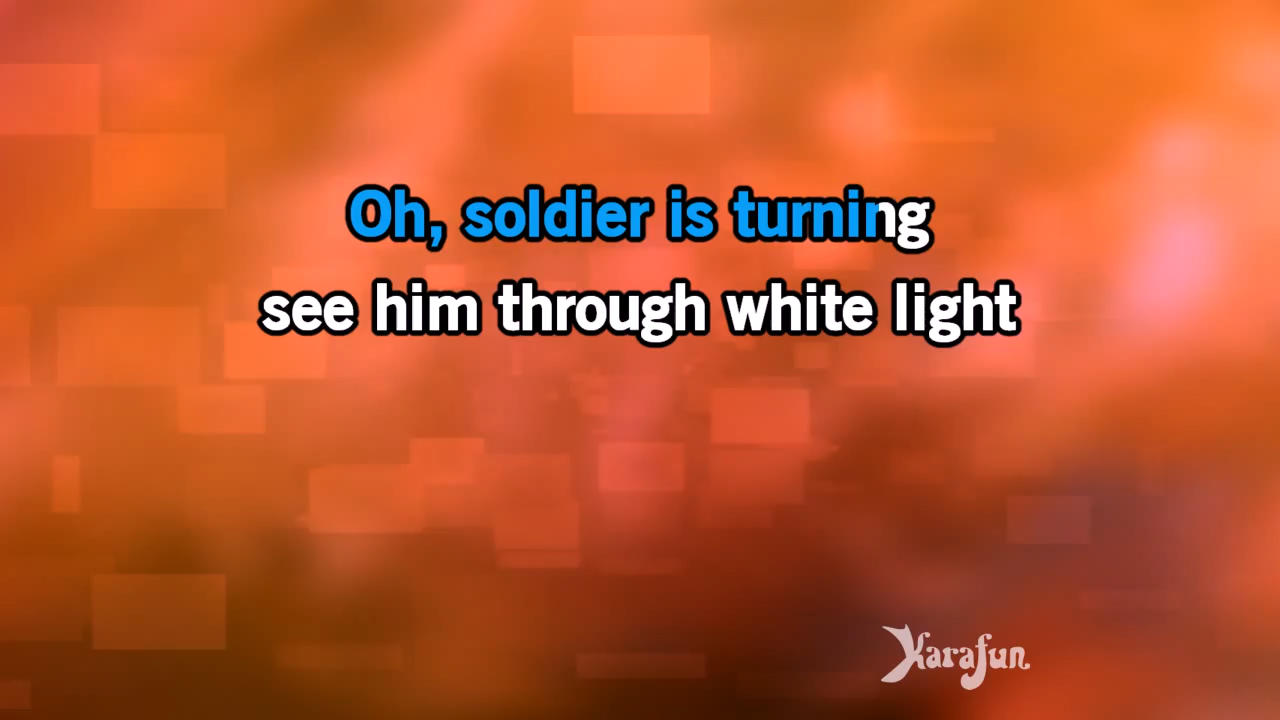 Oh, soldier is turning
see him through white light
Karafun